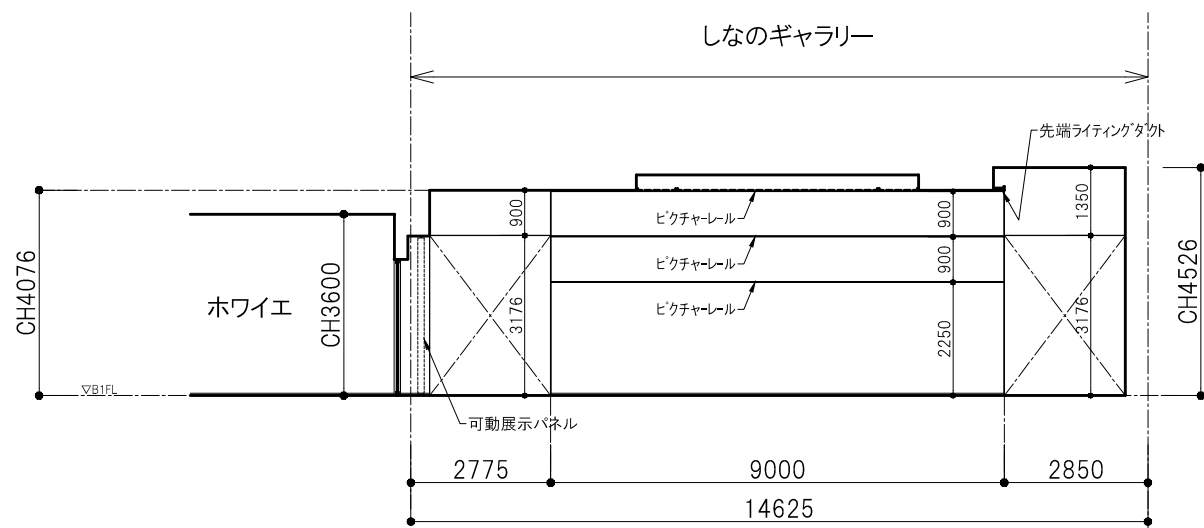 しなのギャラリー
先端ライティングダクト
ピクチャーレール
900
900
1350
ピクチャーレール
900
CH4076
ホワイエ
CH3600
3176
ピクチャーレール
2250
3176
CH4526
▽B1FL
可動展示パネル
2775
9000
2850
14625